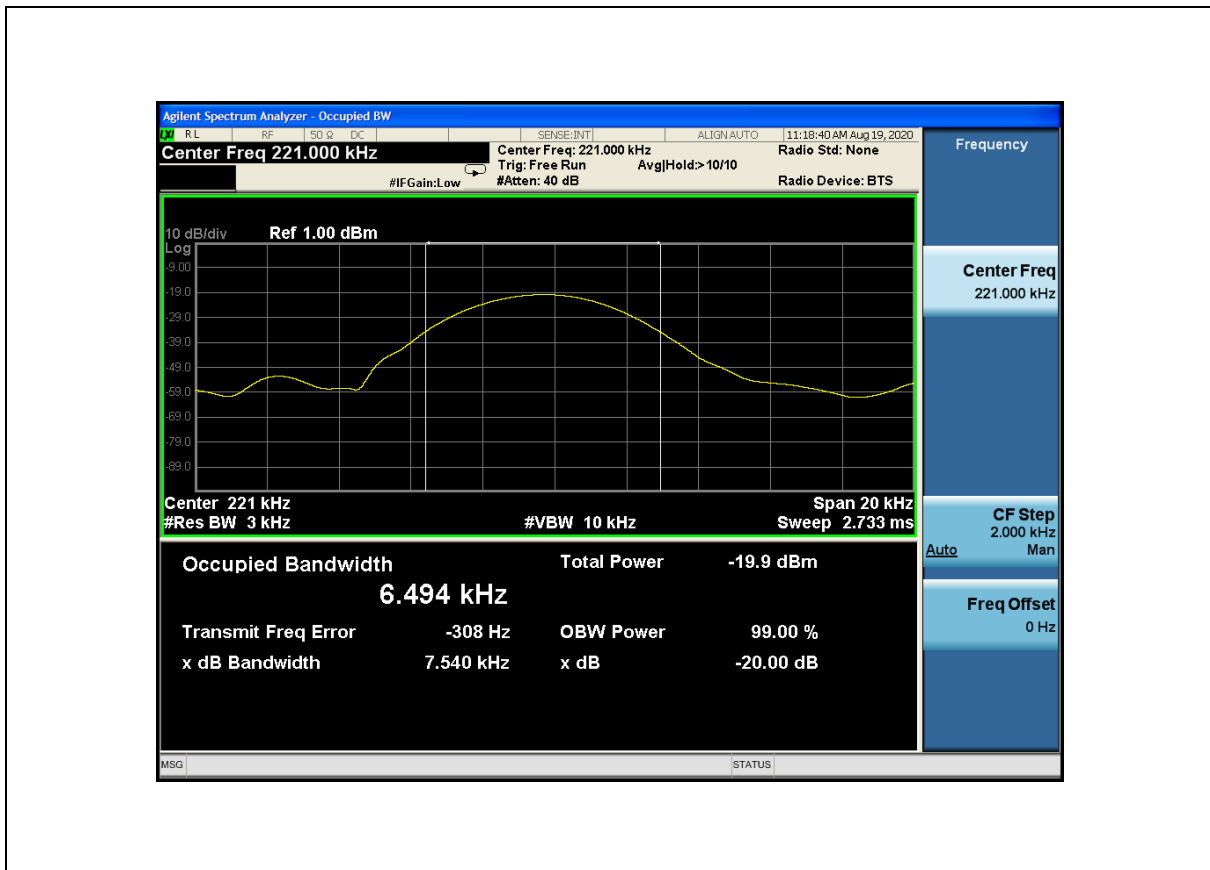 Agilent Spectrum Analyzer - Occupied BW
LXI RL RF 50 Ω DC SENSE:INT ALIGN AUTO 11:18:40 AM Aug 19, 2020
Center Freq 221.000 kHz
Center Freq: 221.000 kHz
Radio Std: None
Trig: Free Run
Avg|Hold:>10/10
#IFGain:Low
#Atten: 40 dB
Radio Device: BTS
10 dB/div
Ref 1.00 dBm
Log
-9.00
-19.0
-29.0
-39.0
-49.0
-59.0
-69.0
-79.0
-89.0
Center 221 kHz
Span 20 kHz
#Res BW 3 kHz
#VBW 10 kHz
Sweep 2.733 ms
Occupied Bandwidth
6.494 kHz
Total Power -19.9 dBm
Transmit Freq Error -308 Hz
OBW Power 99.00 %
x dB Bandwidth 7.540 kHz
x dB -20.00 dB
MSG
STATUS
Frequency
Center Freq
221.000 kHz
CF Step
2.000 kHz
Auto Man
Freq Offset
0 Hz